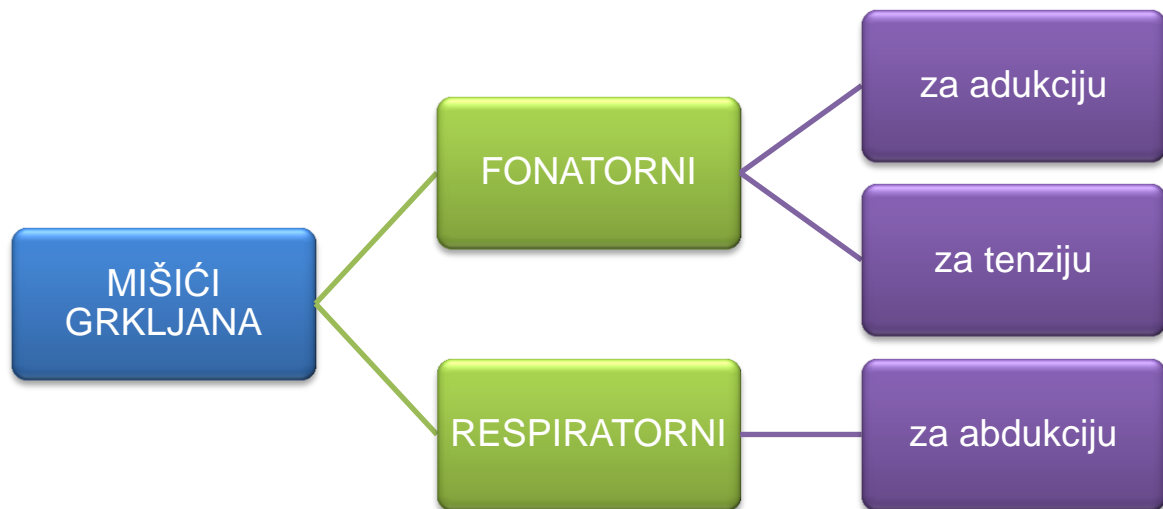 MIŠIĆI
GRKLJANA
FONATORNI
za adukciju
za tenziju
RESPIRATORNI
za abdukciju